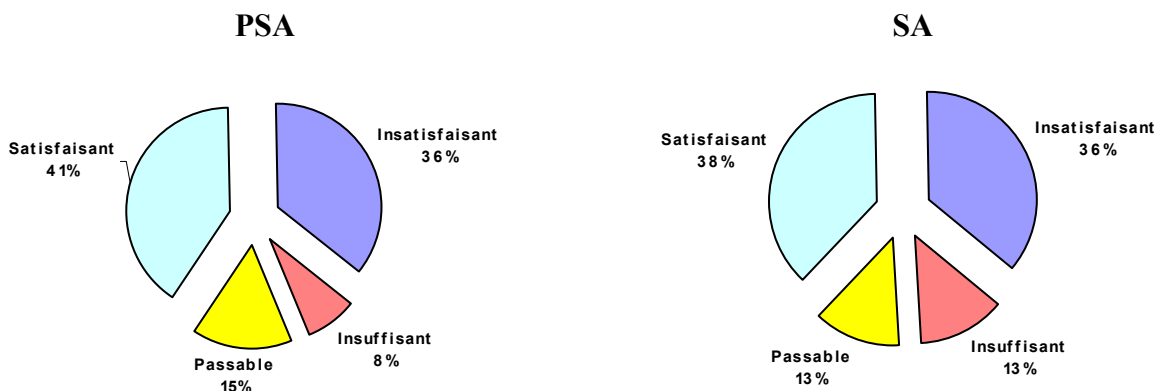 PSA
Satisfaisant
41%
Insatisfaisant
36%
Passable
15%
Insuffisant
8%
SA
Satisfaisant
38%
Insatisfaisant
36%
Passable
13%
Insuffisant
13%